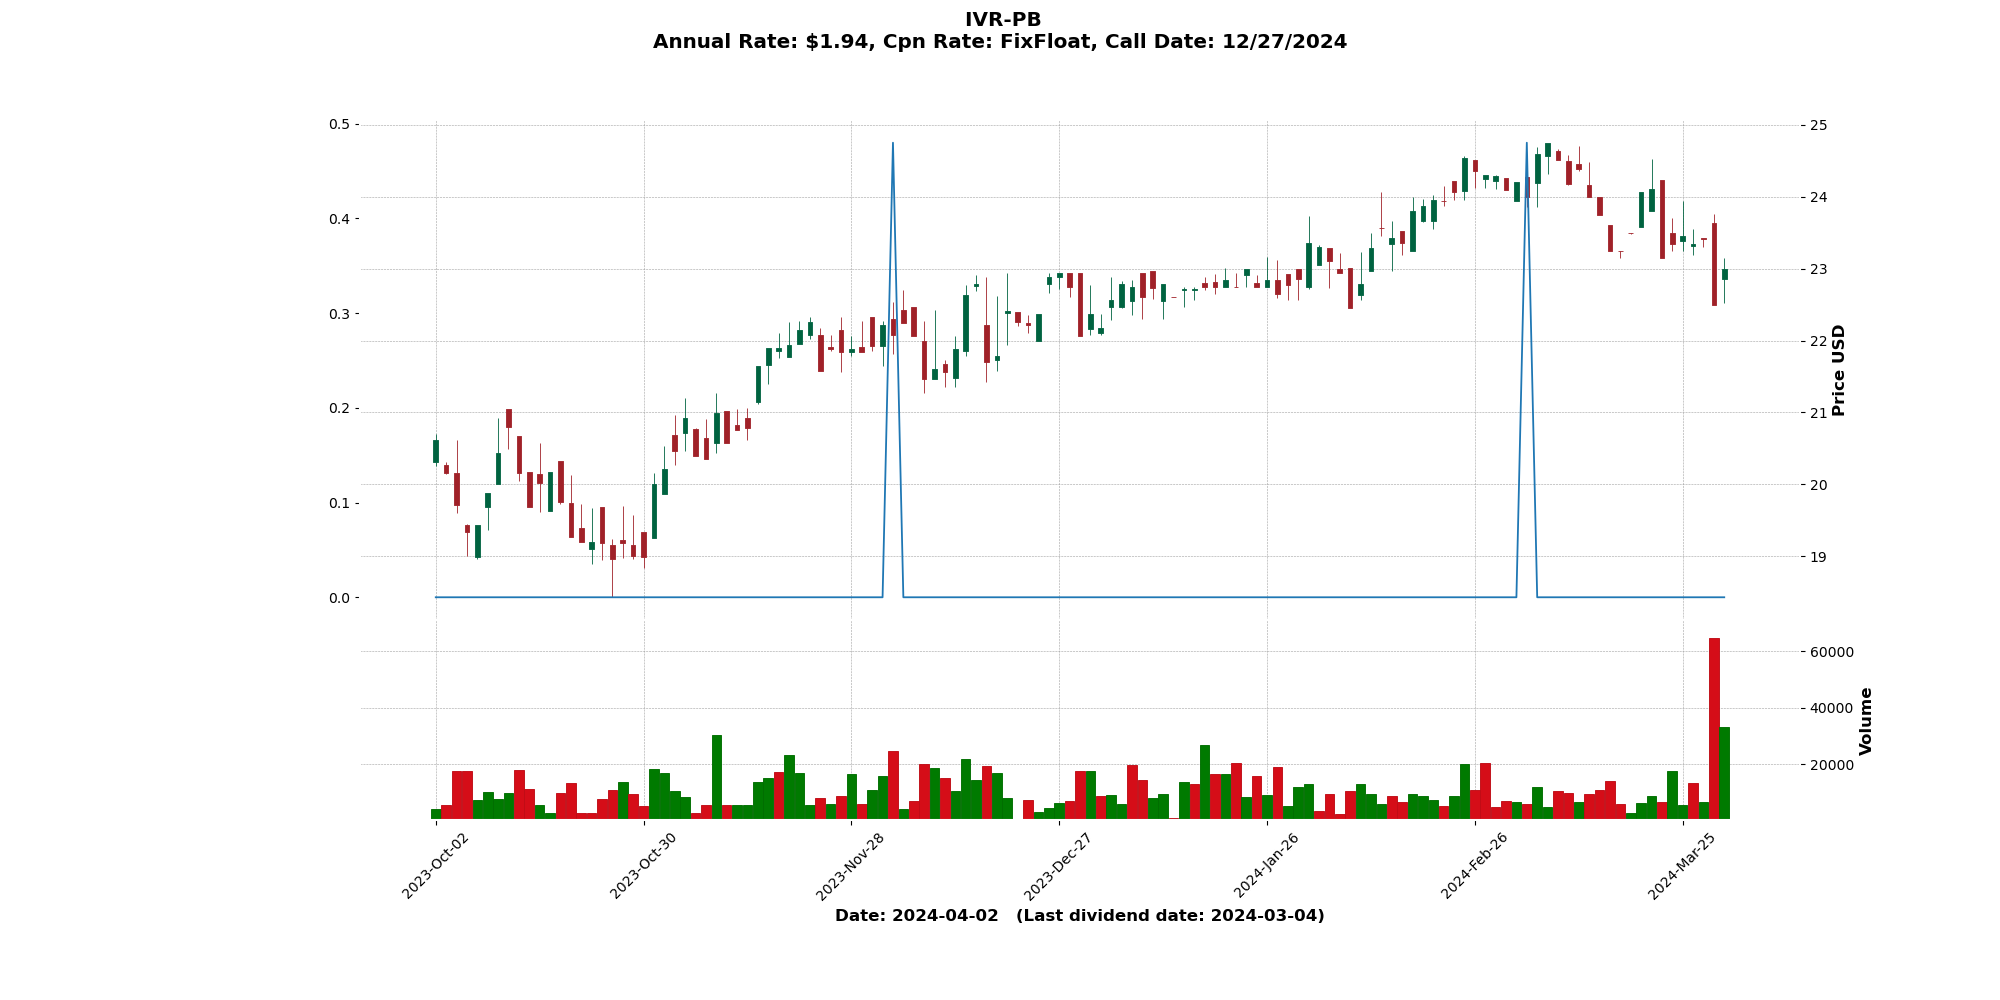 IVR-PB
Annual Rate: $1.94, Cpn Rate: FixFloat, Call Date: 12/27/2024
0.5
0.4
0.3
0.2
0.1
0.0
25
24
23
22
21
20
19
Price USD
60000
40000
20000
Volume
2023-Oct-02
2023-Oct-30
2023-Nov-28
2023-Dec-27
2024-Jan-26
2024-Feb-26
2024-Mar-25
Date: 2024-04-02 (Last dividend date: 2024-03-04)